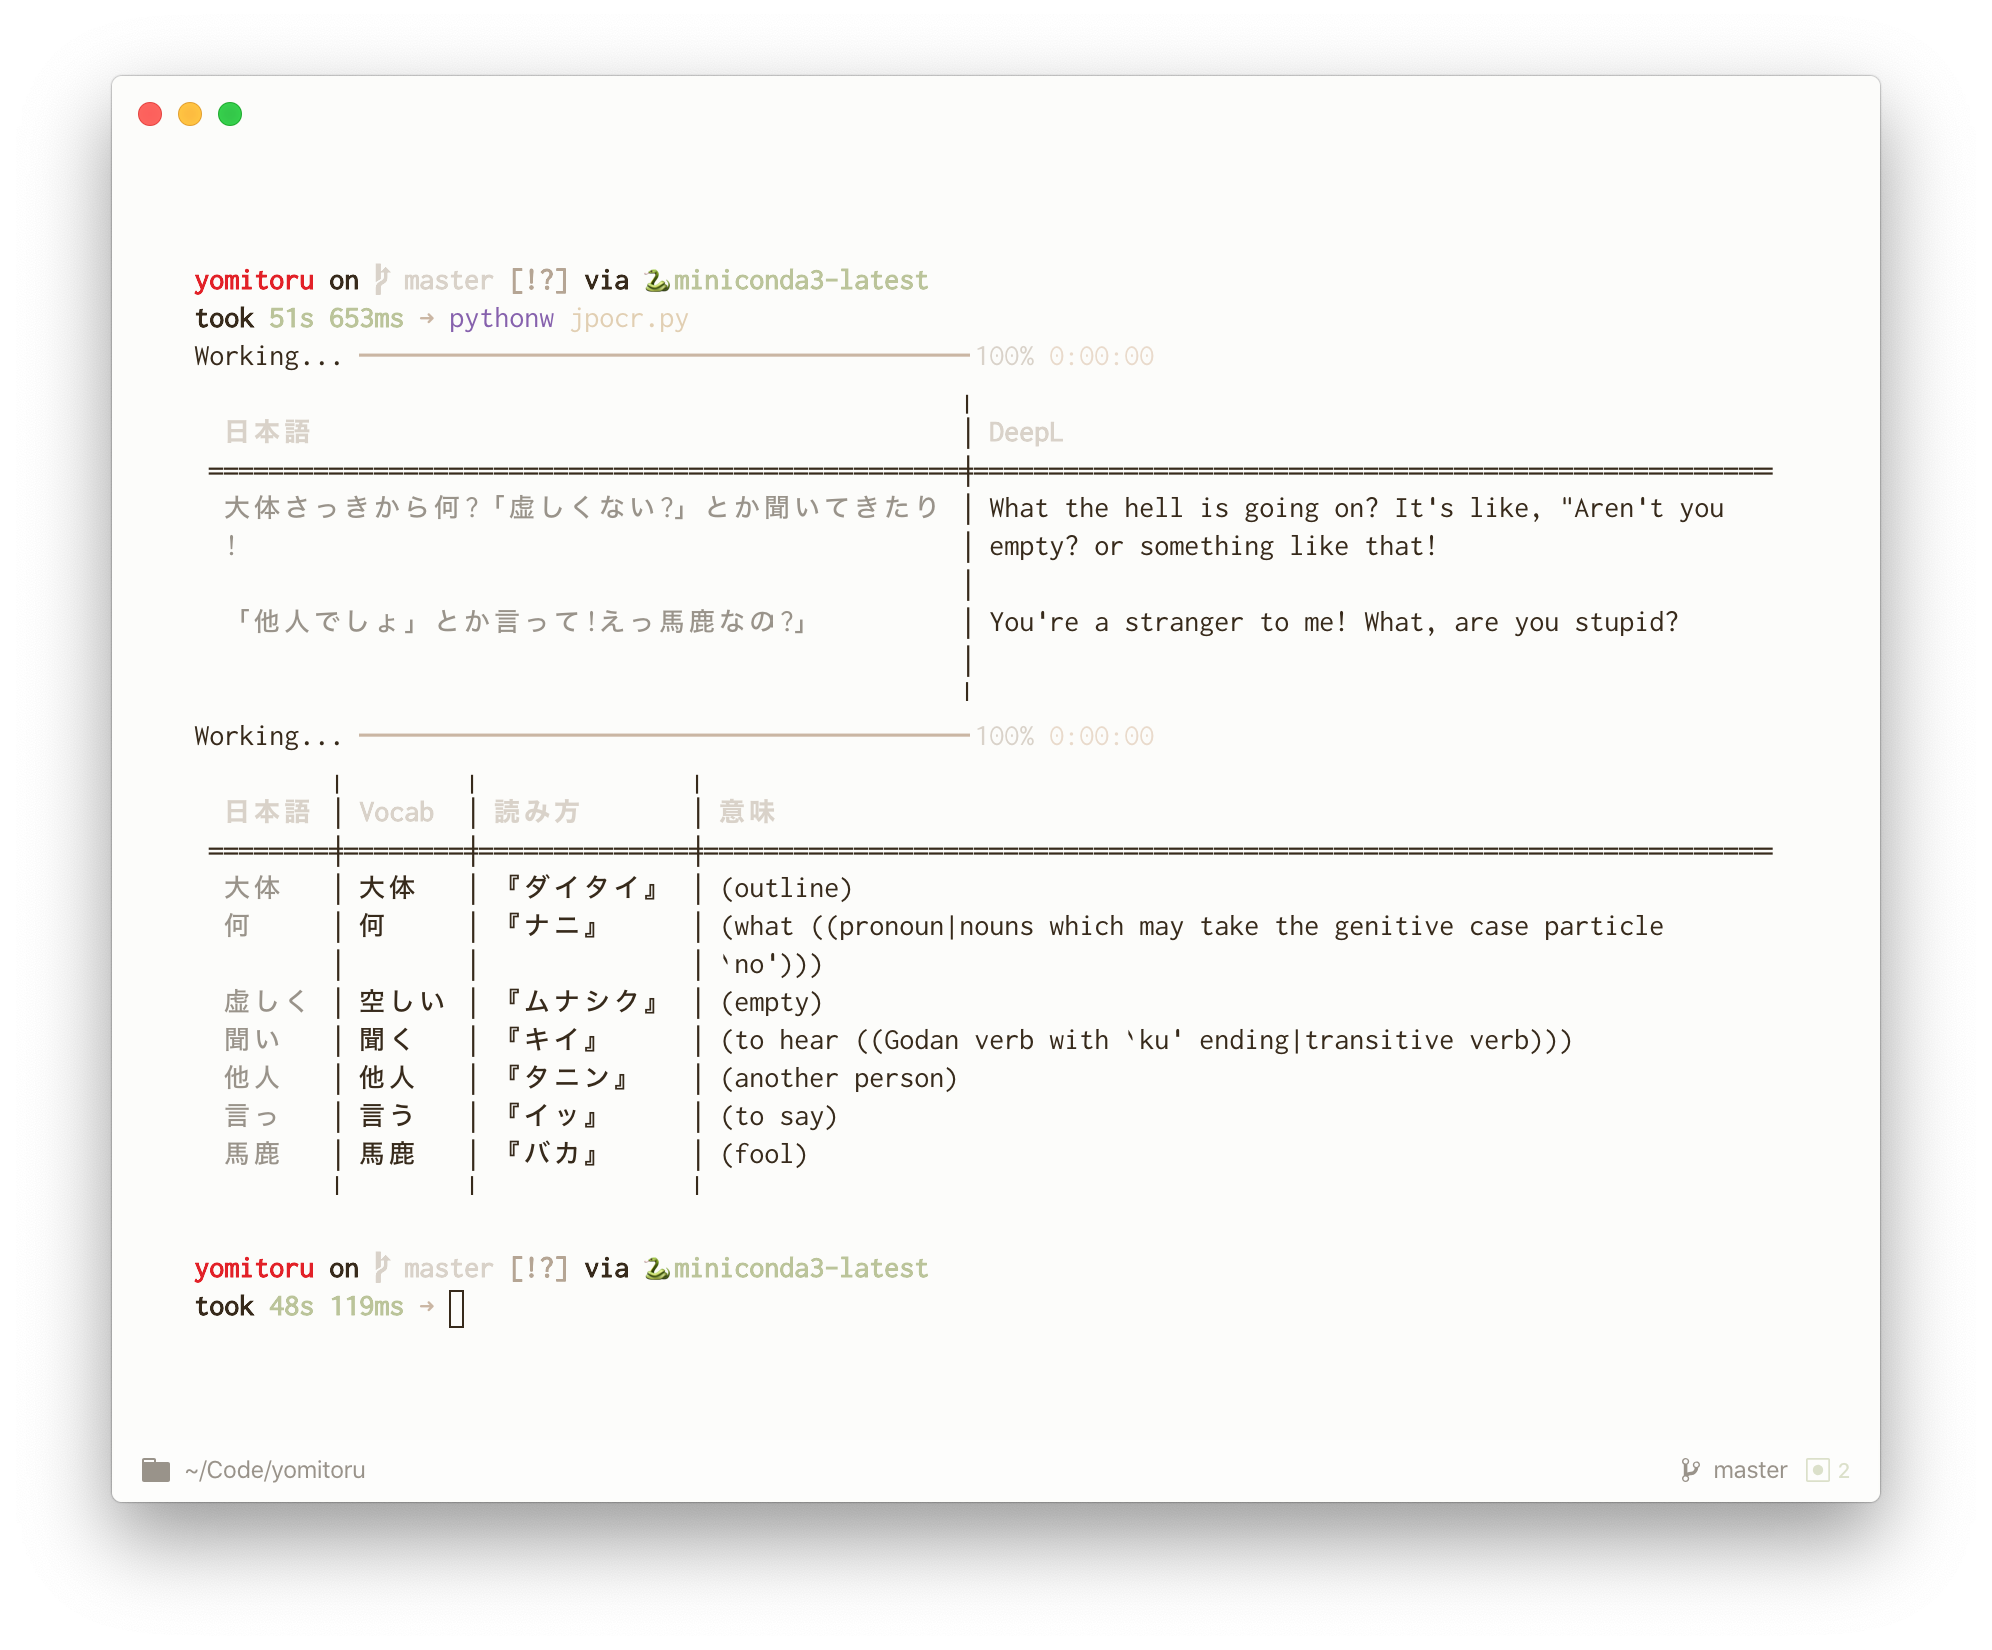 yomitoru on master [!?] via 🐍miniconda3-latest
took 51s 653ms → pythonw jpocr.py
Working... 100% 0:00:00
日本語 | DeepL
大体さっきから何?「虚しくない?」とか聞いてきたり | What the hell is going on? It's like, "Aren't you
! | empty? or something like that!
「他人でしょ」とか言って!えっ馬鹿なの?」 | You're a stranger to me! What, are you stupid?
Working... 100% 0:00:00
日本語 | Vocab | 読み方 | 意味
大体 | 大体 | 『ダイタイ』 | (outline)
何 | 何 | 『ナニ』 | (what ((pronoun|nouns which may take the genitive case particle
`no')))
虚しく | 空しい | 『ムナシク』 | (empty)
聞い | 聞く | 『キイ』 | (to hear ((Godan verb with `ku' ending|transitive verb)))
他人 | 他人 | 『タニン』 | (another person)
言っ | 言う | 『イッ』 | (to say)
馬鹿 | 馬鹿 | 『バカ』 | (fool)
yomitoru on master [!?] via 🐍miniconda3-latest
took 48s 119ms →
~/Code/yomitoru master 2